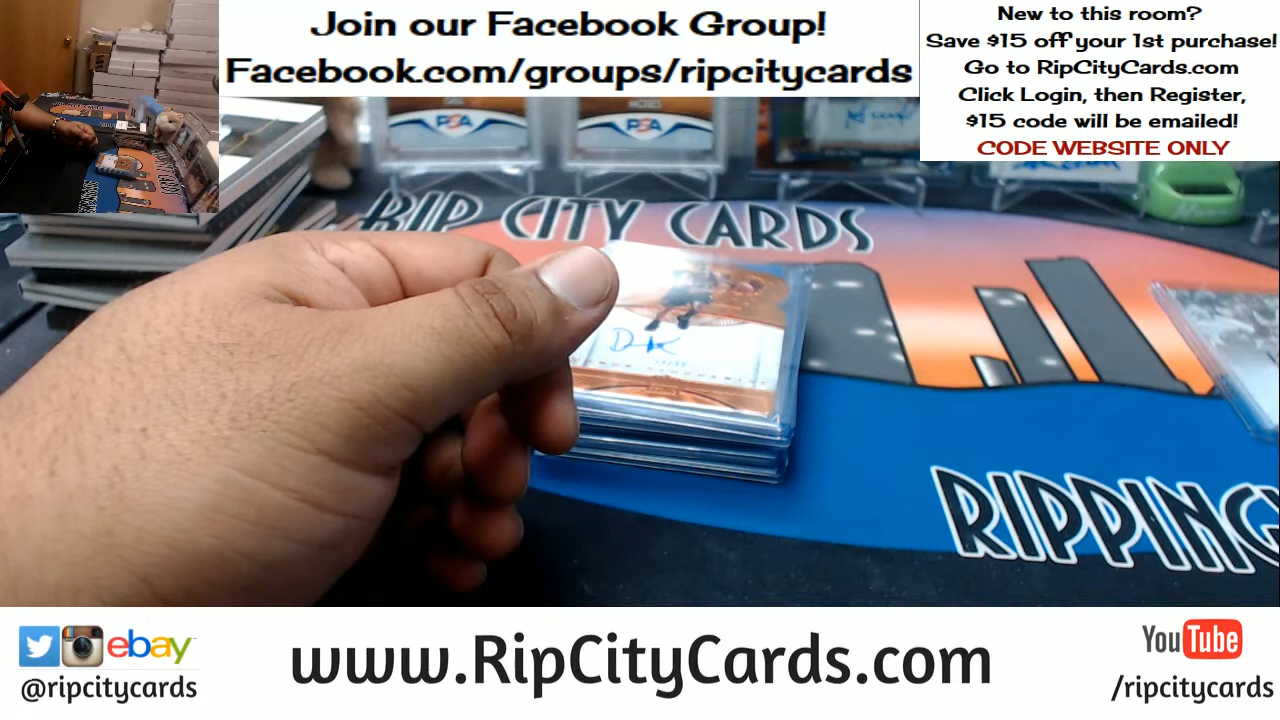 Join our Facebook Group!
Facebook.com/groups/ripcitycards
New to this room?
Save $15 off your 1st purchase!
Go to RipCityCards.com
Click Login, then Register,
$15 code will be emailed!
CODE WEBSITE ONLY
PSA
PSA
RIP CITY CARDS
RIPPING
ebay
@ripcitycards
www.RipCityCards.com
YouTube
/ripcitycards